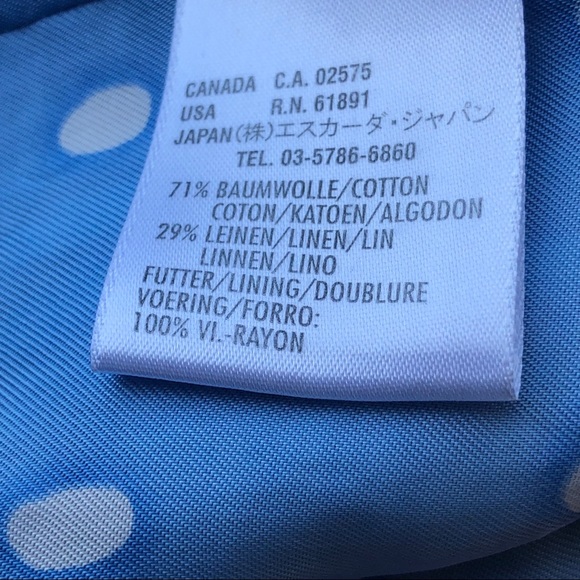 CANADA C.A. 02575
USA R.N. 61891
JAPAN(株)エスカーダ・ジャパン
TEL. 03-5786-6860
71% BAUMWOLLE/COTTON
COTON/KATOEN/ALGODON
29% LEINEN/LINEN/LIN
LINNEN/LINO
FUTTER/LINING/DOUBLURE
VOERING/FORRO:
100% VI.-RAYON